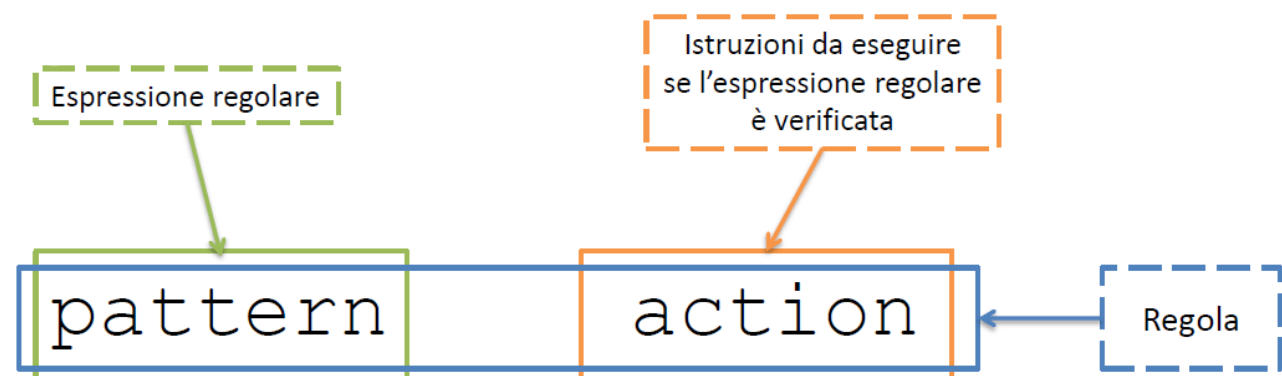 Istruzioni da eseguire
se l’espressione regolare
è verificata
Espressione regolare
pattern action
Regola